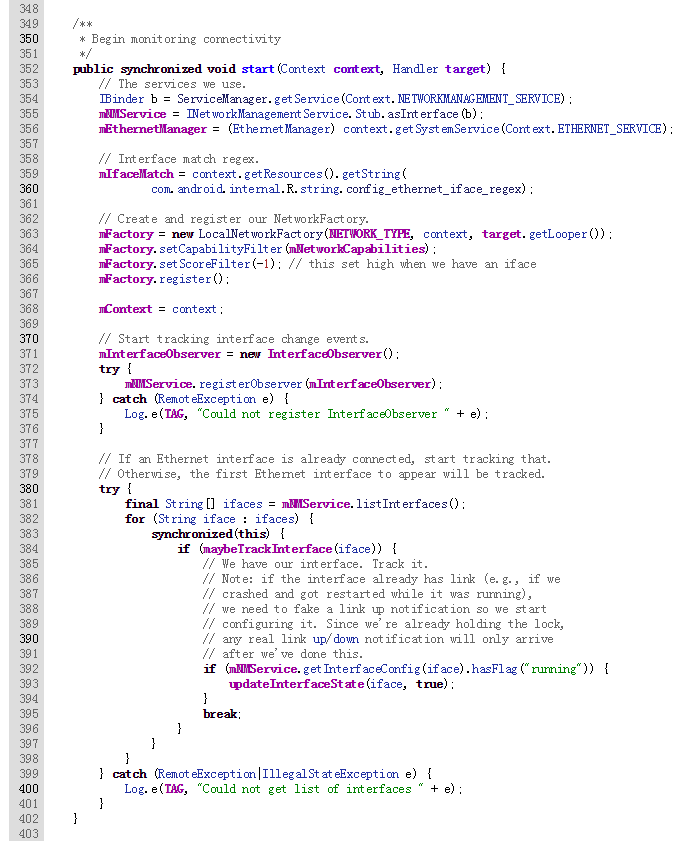 348
349     /**
350      * Begin monitoring connectivity
351      */
352     public synchronized void start(Context context, Handler target) {
353         // The services we use.
354         IBinder b = ServiceManager.getService(Context.NETWORKMANAGEMENT_SERVICE);
355         mNMService = INetworkManagementService.Stub.asInterface(b);
356         mEthernetManager = (EthernetManager) context.getSystemService(Context.ETHERNET_SERVICE);
357
358         // Interface match regex.
359         mIfaceMatch = context.getResources().getString(
360                 com.android.internal.R.string.config_ethernet_iface_regex);
361
362         // Create and register our NetworkFactory.
363         mFactory = new LocalNetworkFactory(NETWORK_TYPE, context, target.getLooper());
364         mFactory.setCapabilityFilter(mNetworkCapabilities);
365         mFactory.setScoreFilter(-1); // this set high when we have an iface
366         mFactory.register();
367
368         mContext = context;
369
370         // Start tracking interface change events.
371         mInterfaceObserver = new InterfaceObserver();
372         try {
373             mNMService.registerObserver(mInterfaceObserver);
374         } catch (RemoteException e) {
375             Log.e(TAG, "Could not register InterfaceObserver " + e);
376         }
377
378         // If an Ethernet interface is already connected, start tracking that.
379         // Otherwise, the first Ethernet interface to appear will be tracked.
380         try {
381             final String[] ifaces = mNMService.listInterfaces();
382             for (String iface : ifaces) {
383                 synchronized(this) {
384                     if (maybeTrackInterface(iface)) {
385                         // We have our interface. Track it.
386                         // Note: if the interface already has link (e.g., if we
387                         // crashed and got restarted while it was running),
388                         // we need to fake a link up notification so we start
389                         // configuring it. Since we're already holding the lock,
390                         // any real link up/down notification will only arrive
391                         // after we've done this.
392                         if (mNMService.getInterfaceConfig(iface).hasFlag("running")) {
393                             updateInterfaceState(iface, true);
394                         }
395                         break;
396                     }
397                 }
398             }
399         } catch (RemoteException|IllegalStateException e) {
400             Log.e(TAG, "Could not get list of interfaces " + e);
401         }
402     }
403